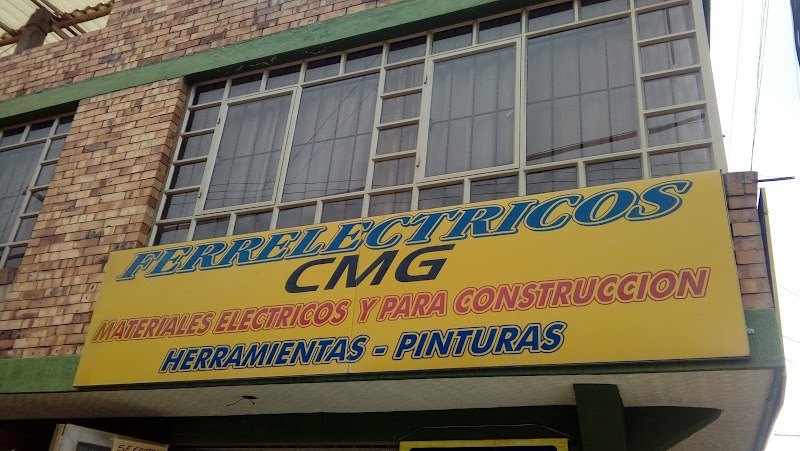 FERRELECTRICOS
CMG
MATERIALES ELECTRICOS Y PARA CONSTRUCCION
HERRAMIENTAS - PINTURAS